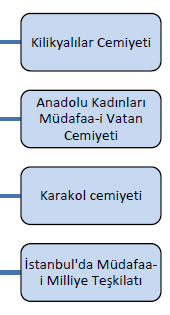 Kilikyalılar Cemiyeti
Anadolu Kadınları
Müdafaa-i Vatan
Cemiyeti
Karakol cemiyeti
İstanbul'da Müdafaa-
i Milliye Teşkilatı